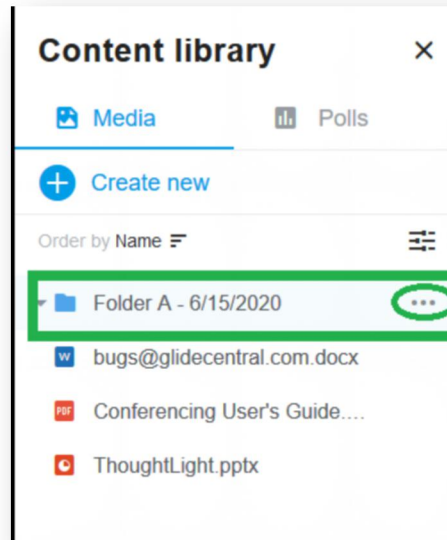 Content library
Media Polls
Create new
Order by Name
Folder A - 6/15/2020
bugs@glidecentral.com.docx
Conferencing User's Guide....
ThoughtLight.pptx